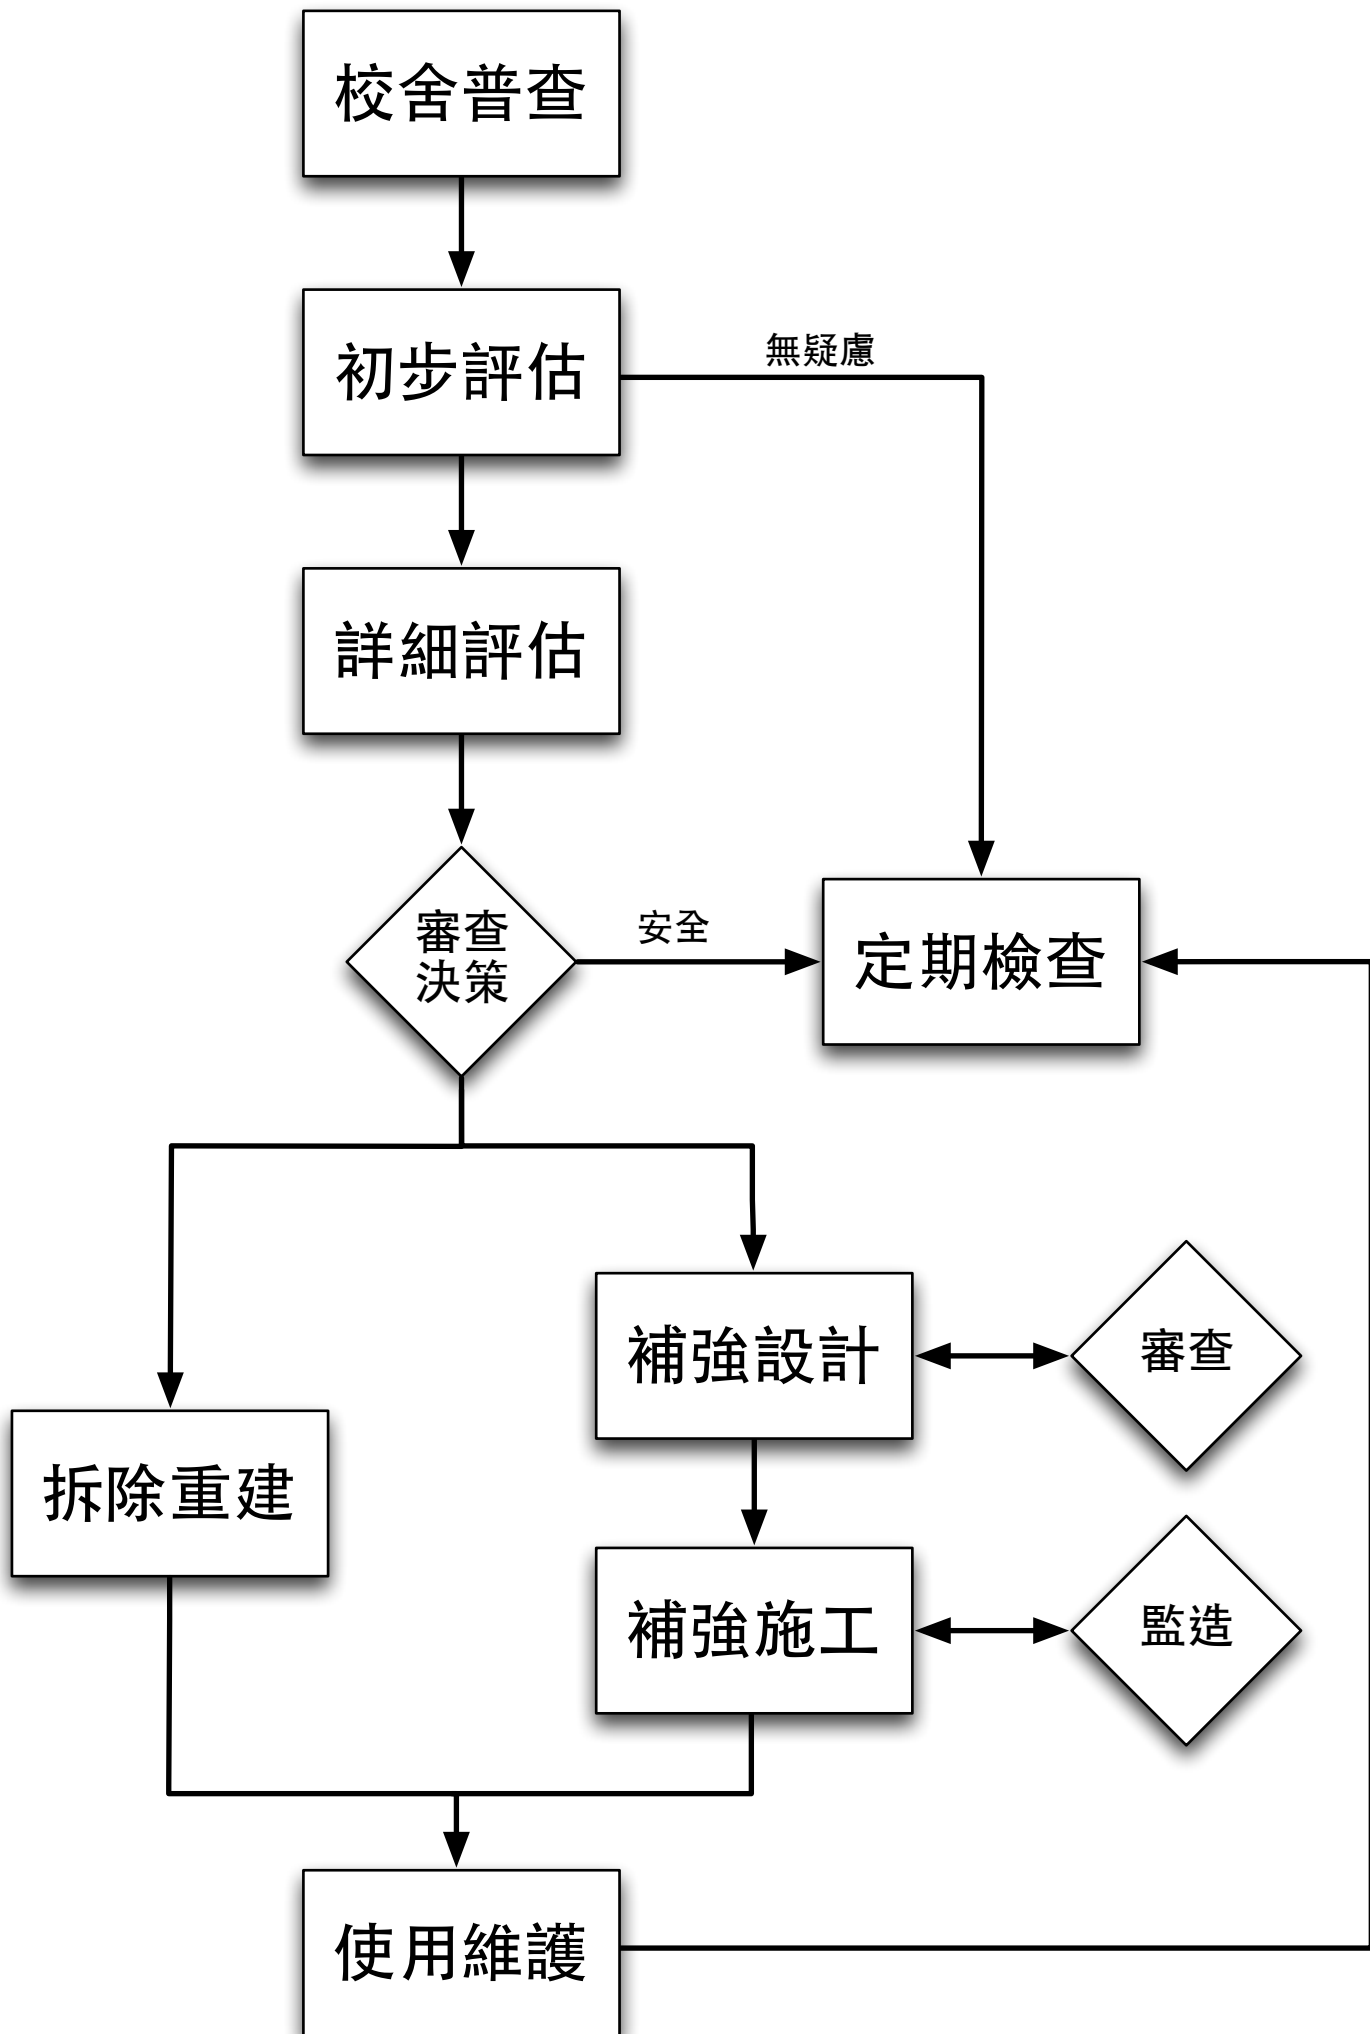 校舍普查
初步評估
無疑慮
詳細評估
審查
決策
安全
定期檢查
補強設計
審查
拆除重建
補強施工
監造
使用維護